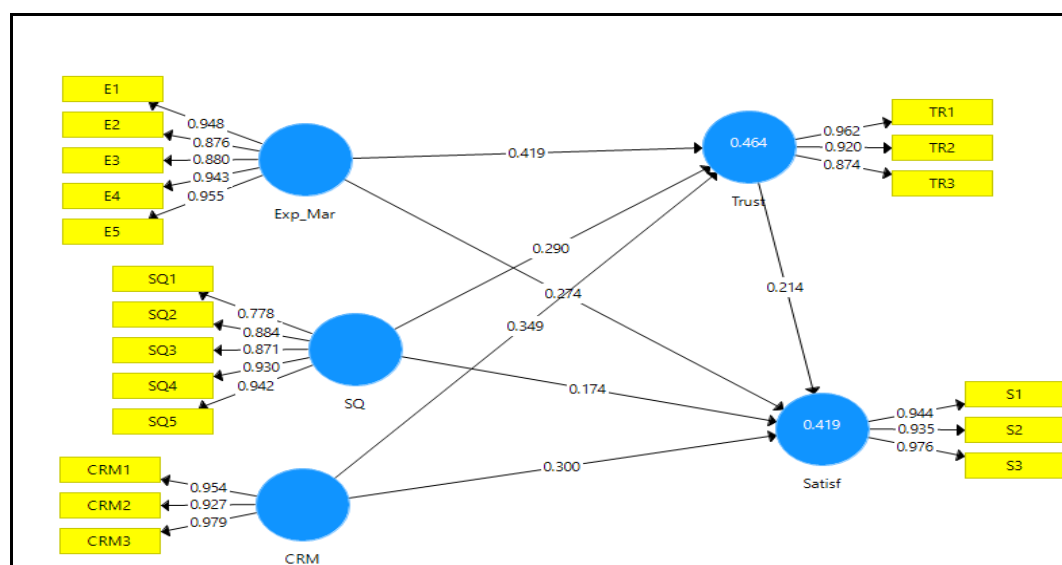 E1
E2
E3
E4
E5
0.948
0.876
0.880
0.943
0.955
Exp_Mar
SQ1
SQ2
SQ3
SQ4
SQ5
0.778
0.884
0.871
0.930
0.942
SQ
CRM1
CRM2
CRM3
0.954
0.927
0.979
CRM
0.419
0.290
0.274
0.349
0.174
0.300
0.464
Trust
0.962
0.920
0.874
TR1
TR2
TR3
0.214
0.419
Satisf
0.944
0.935
0.976
S1
S2
S3